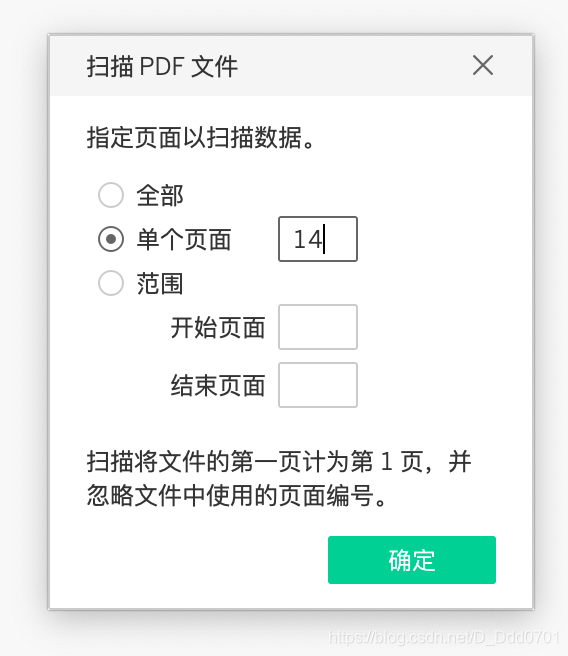 扫描 PDF 文件
指定页面以扫描数据。
全部
单个页面 14
范围
开始页面
结束页面
扫描将文件的第一页计为第 1 页，并
忽略文件中使用的页面编号。
确定
https://blog.csdn.net/D_Ddd0701